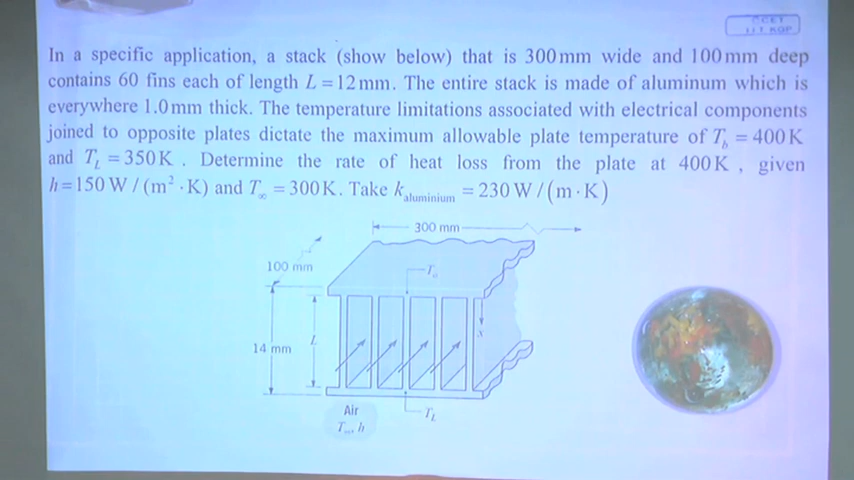 CET
IIT KGP
In a specific application, a stack (show below) that is 300 mm wide and 100 mm deep
contains 60 fins each of length L = 12 mm. The entire stack is made of aluminum which is
everywhere 1.0 mm thick. The temperature limitations associated with electrical components
joined to opposite plates dictate the maximum allowable plate temperature of T_b = 400 K
and T_L = 350 K . Determine the rate of heat loss from the plate at 400 K , given
h = 150 W / (m² · K) and T_∞ = 300 K. Take k_aluminium = 230 W / (m · K)
300 mm
100 mm
T_o
x
L
14 mm
Air
T_∞, h
T_L